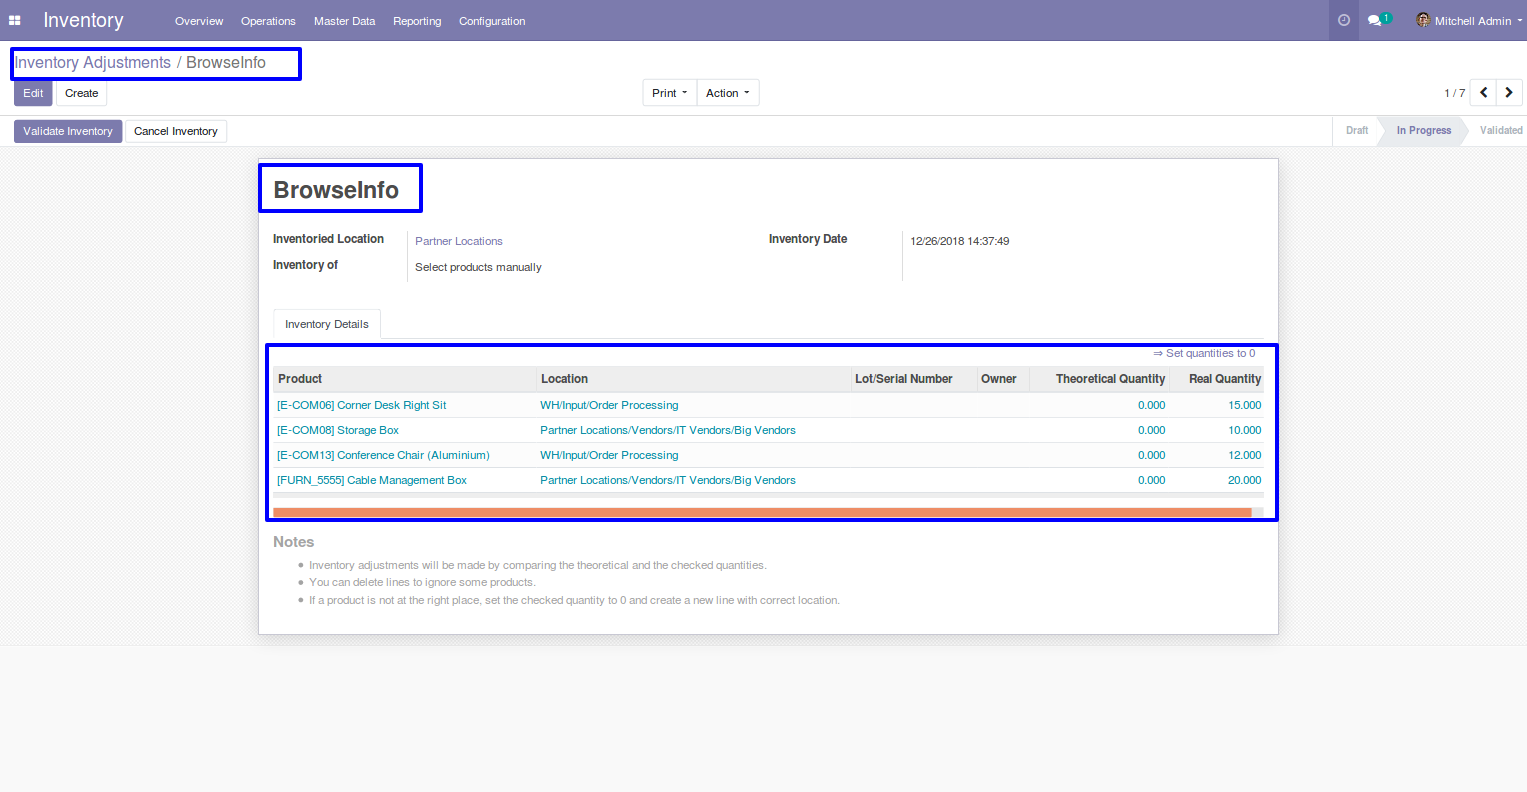 Inventory Overview Operations Master Data Reporting Configuration 1 Mitchell Admin
Inventory Adjustments / BrowseInfo
Edit Create Print Action 1 / 7
Validate Inventory Cancel Inventory Draft In Progress Validated
BrowseInfo
Inventoried Location Partner Locations Inventory Date 12/26/2018 14:37:49
Inventory of Select products manually
Inventory Details
⇒ Set quantities to 0
Product Location Lot/Serial Number Owner Theoretical Quantity Real Quantity
[E-COM06] Corner Desk Right Sit WH/Input/Order Processing 0.000 15.000
[E-COM08] Storage Box Partner Locations/Vendors/IT Vendors/Big Vendors 0.000 10.000
[E-COM13] Conference Chair (Aluminium) WH/Input/Order Processing 0.000 12.000
[FURN_5555] Cable Management Box Partner Locations/Vendors/IT Vendors/Big Vendors 0.000 20.000
Notes
• Inventory adjustments will be made by comparing the theoretical and the checked quantities.
• You can delete lines to ignore some products.
• If a product is not at the right place, set the checked quantity to 0 and create a new line with correct location.